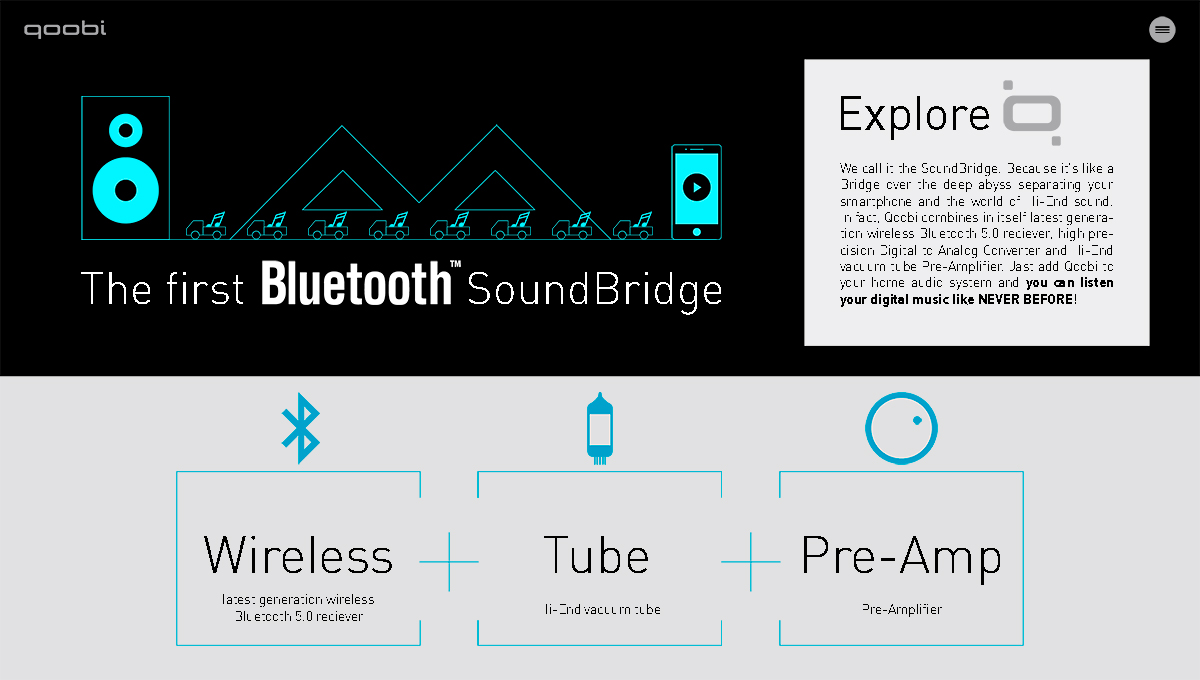 qoobi
The first Bluetooth™ SoundBridge
Explore
We call it the SoundBridge. Because it's like a
Bridge over the deep abyss separating your
smartphone and the world of Hi-End sound.
In fact, Qoobi combines in itself latest genera-
tion wireless Bluetooth 5.0 reciever, high pre-
cision Digital to Analog Converter and Hi-End
vacuum tube Pre-Amplifier. Just add Qoobi to
your home audio system and you can listen
your digital music like NEVER BEFORE!
Wireless
latest generation wireless
Bluetooth 5.0 reciever
Tube
Hi-End vacuum tube
Pre-Amp
Pre-Amplifier